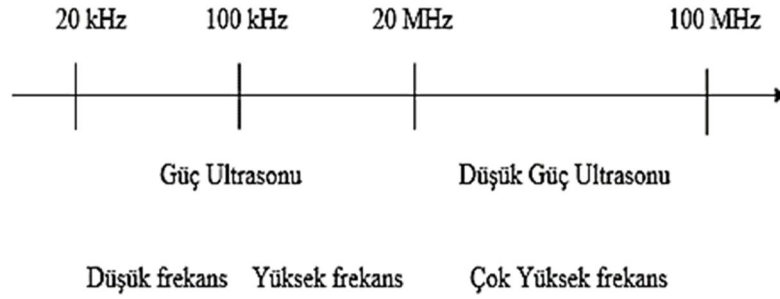 20 kHz 100 kHz 20 MHz 100 MHz
Güç Ultrasonu Düşük Güç Ultrasonu
Düşük frekans Yüksek frekans Çok Yüksek frekans